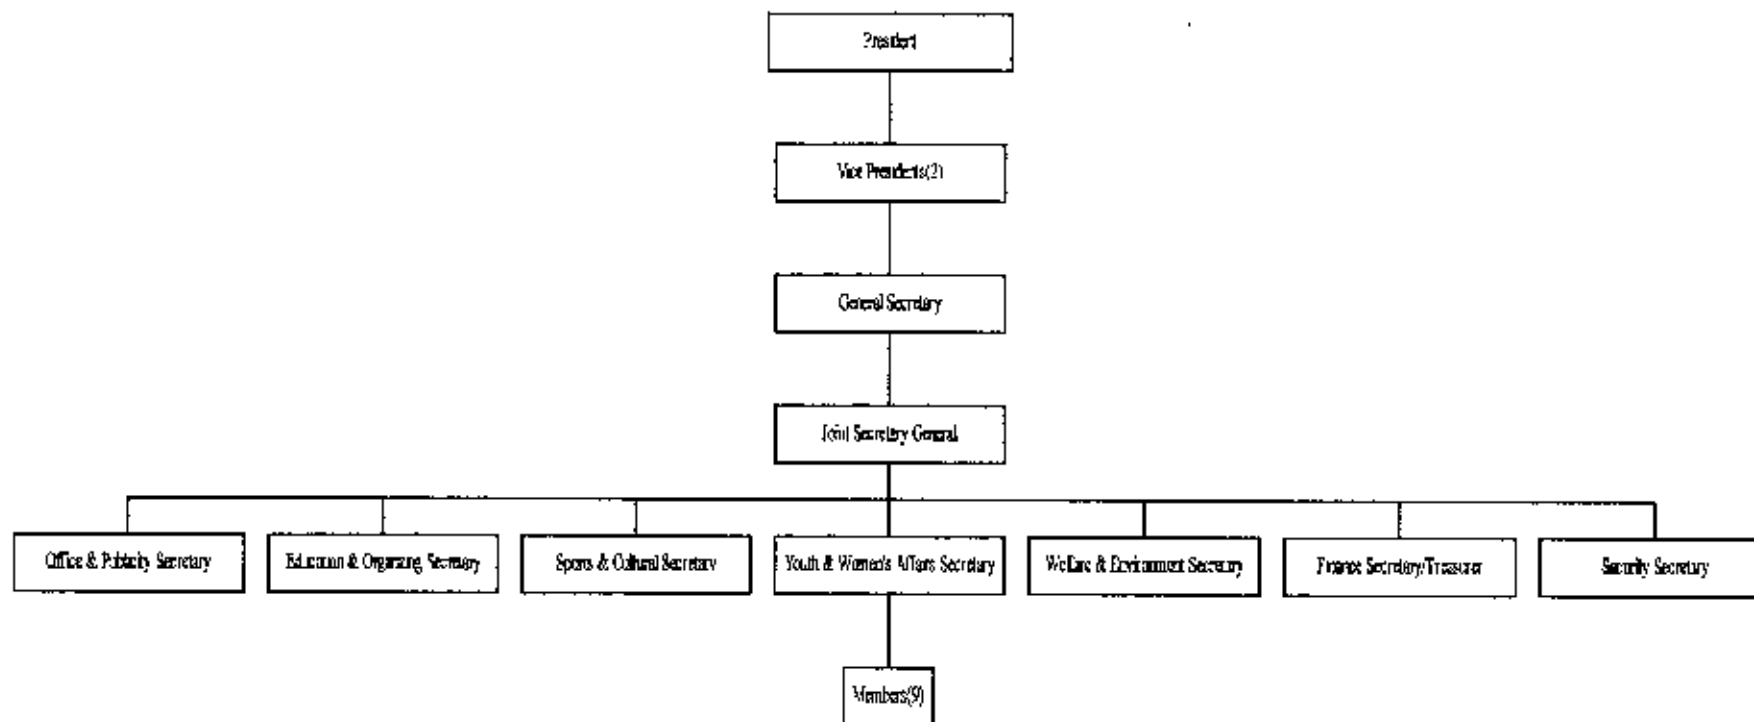 President
Vice Presidents(2)
General Secretary
Joint Secretary General
Office & Publicity Secretary
Education & Organizing Secretary
Sports & Cultural Secretary
Youth & Women's Affairs Secretary
Welfare & Environment Secretary
Finance Secretary/Treasurer
Security Secretary
Members(9)